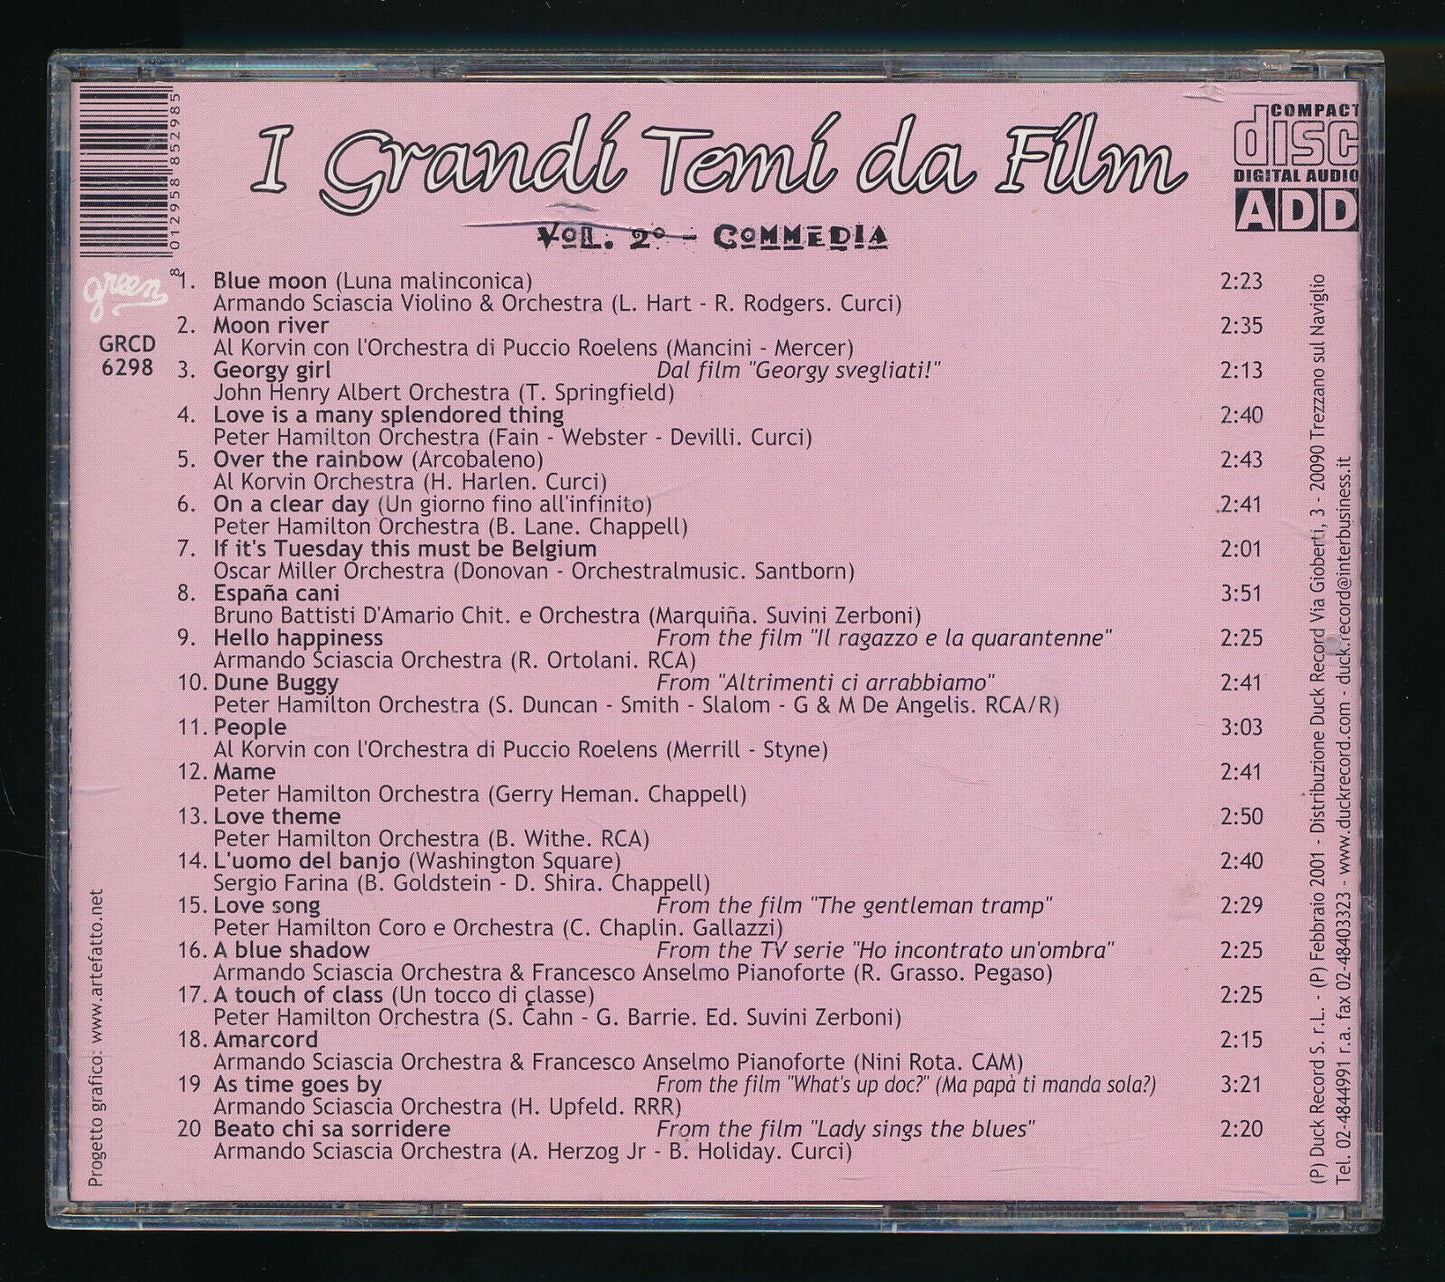 I Grandi Temi da Film
VOL. 2° - COMMEDIA
COMPACT
disc
DIGITAL AUDIO
ADD
8 012958 852985
green
GRCD
6298
1. Blue moon (Luna malinconica) 2:23
Armando Sciascia Violino & Orchestra (L. Hart - R. Rodgers. Curci)
2. Moon river 2:35
Al Korvin con l'Orchestra di Puccio Roelens (Mancini - Mercer)
3. Georgy girl Dal film "Georgy svegliati!" 2:13
John Henry Albert Orchestra (T. Springfield)
4. Love is a many splendored thing 2:40
Peter Hamilton Orchestra (Fain - Webster - Devilli. Curci)
5. Over the rainbow (Arcobaleno) 2:43
Al Korvin Orchestra (H. Harlen. Curci)
6. On a clear day (Un giorno fino all'infinito) 2:41
Peter Hamilton Orchestra (B. Lane. Chappell)
7. If it's Tuesday this must be Belgium 2:01
Oscar Miller Orchestra (Donovan - Orchestralmusic. Santborn)
8. España cani 3:51
Bruno Battisti D'Amario Chit. e Orchestra (Marquiña. Suvini Zerboni)
9. Hello happiness From the film "Il ragazzo e la quarantenne" 2:25
Armando Sciascia Orchestra (R. Ortolani. RCA)
10. Dune Buggy From "Altrimenti ci arrabbiamo" 2:41
Peter Hamilton Orchestra (S. Duncan - Smith - Slalom - G & M De Angelis. RCA/R)
11. People 3:03
Al Korvin con l'Orchestra di Puccio Roelens (Merrill - Styne)
12. Mame 2:41
Peter Hamilton Orchestra (Gerry Heman. Chappell)
13. Love theme 2:50
Peter Hamilton Orchestra (B. Withe. RCA)
14. L'uomo del banjo (Washington Square) 2:40
Sergio Farina (B. Goldstein - D. Shira. Chappell)
15. Love song From the film "The gentleman tramp" 2:29
Peter Hamilton Coro e Orchestra (C. Chaplin. Gallazzi)
16. A blue shadow From the TV serie "Ho incontrato un'ombra" 2:25
Armando Sciascia Orchestra & Francesco Anselmo Pianoforte (R. Grasso. Pegaso)
17. A touch of class (Un tocco di classe) 2:25
Peter Hamilton Orchestra (S. Cahn - G. Barrie. Ed. Suvini Zerboni)
18. Amarcord 2:15
Armando Sciascia Orchestra & Francesco Anselmo Pianoforte (Nini Rota. CAM)
19 As time goes by From the film "What's up doc?" (Ma papà ti manda sola?) 3:21
Armando Sciascia Orchestra (H. Upfeld. RRR)
20 Beato chi sa sorridere From the film "Lady sings the blues" 2:20
Armando Sciascia Orchestra (A. Herzog Jr - B. Holiday. Curci)
Progetto grafico: www.artefatto.net
(P) Duck Record S. r.L. - (P) Febbraio 2001 - Distribuzione Duck Record Via Gioberti, 3 - 20090 Trezzano sul Naviglio
Tel. 02-4844991 r.a. fax 02-48403323 - www.duckrecord.com - duck.record@interbusiness.it